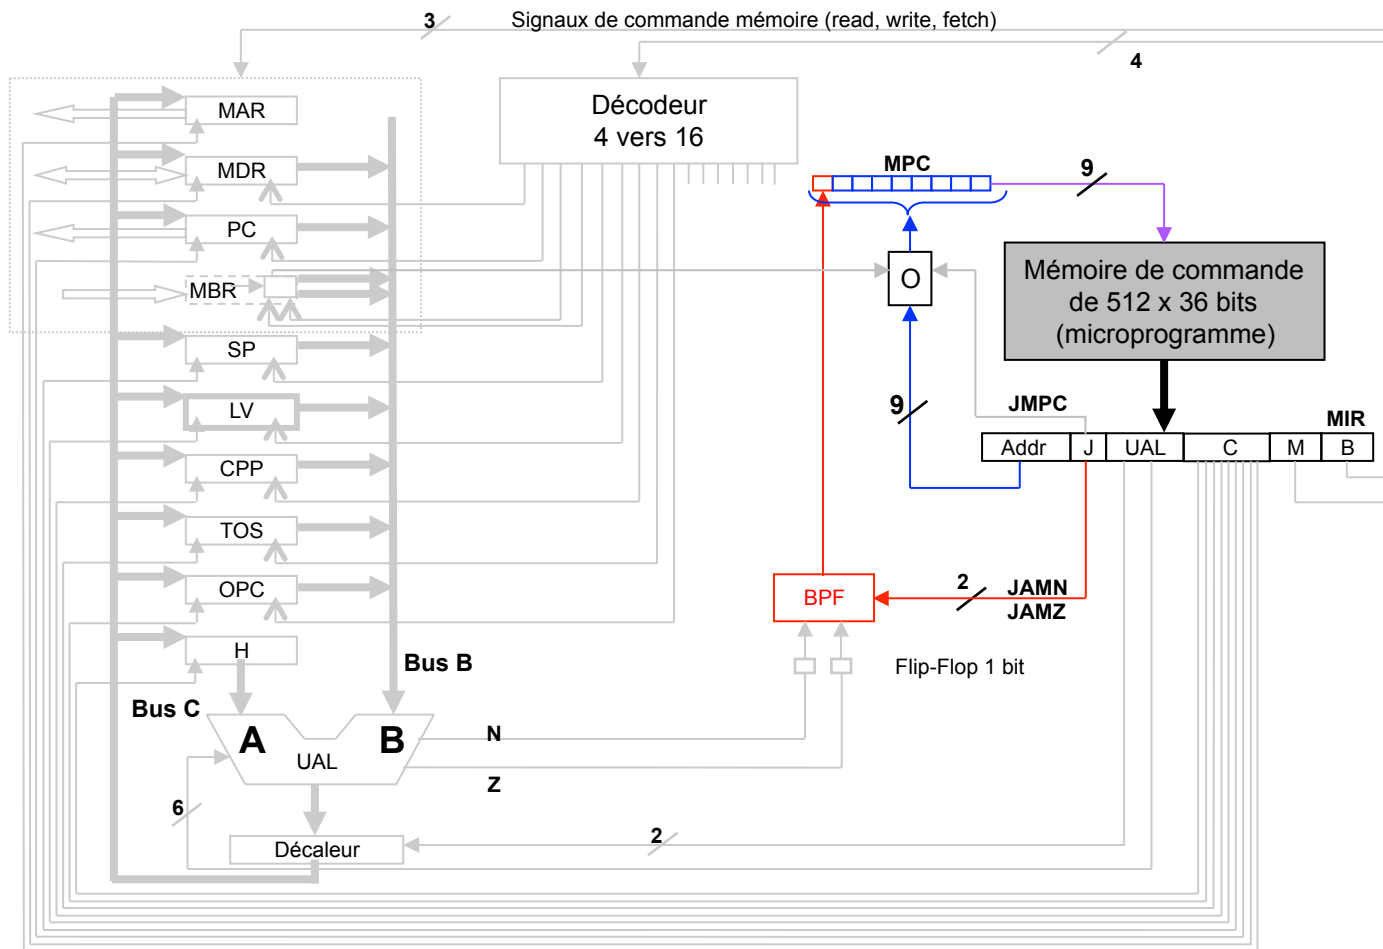 3
Signaux de commande mémoire (read, write, fetch)
4
MAR
Décodeur
4 vers 16
MDR
MPC
9
PC
MBR
O
Mémoire de commande
de 512 x 36 bits
(microprogramme)
SP
LV
9
JMPC
MIR
Addr
J
UAL
C
M
B
CPP
TOS
OPC
BPF
2
JAMN
JAMZ
H
Bus B
Flip-Flop 1 bit
Bus C
A
B
UAL
N
Z
6
2
Décaleur